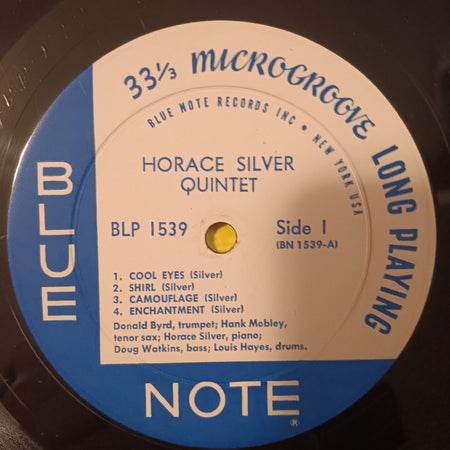 33⅓ MICROGROOVE LONG PLAYING
BLUE NOTE RECORDS INC • NEW YORK USA
HORACE SILVER
QUINTET
BLP 1539
Side 1
(BN 1539-A)
1. COOL EYES (Silver)
2. SHIRL (Silver)
3. CAMOUFLAGE (Silver)
4. ENCHANTMENT (Silver)
Donald Byrd, trumpet; Hank Mobley,
tenor sax; Horace Silver, piano;
Doug Watkins, bass; Louis Hayes, drums.
BLUE
NOTE
®